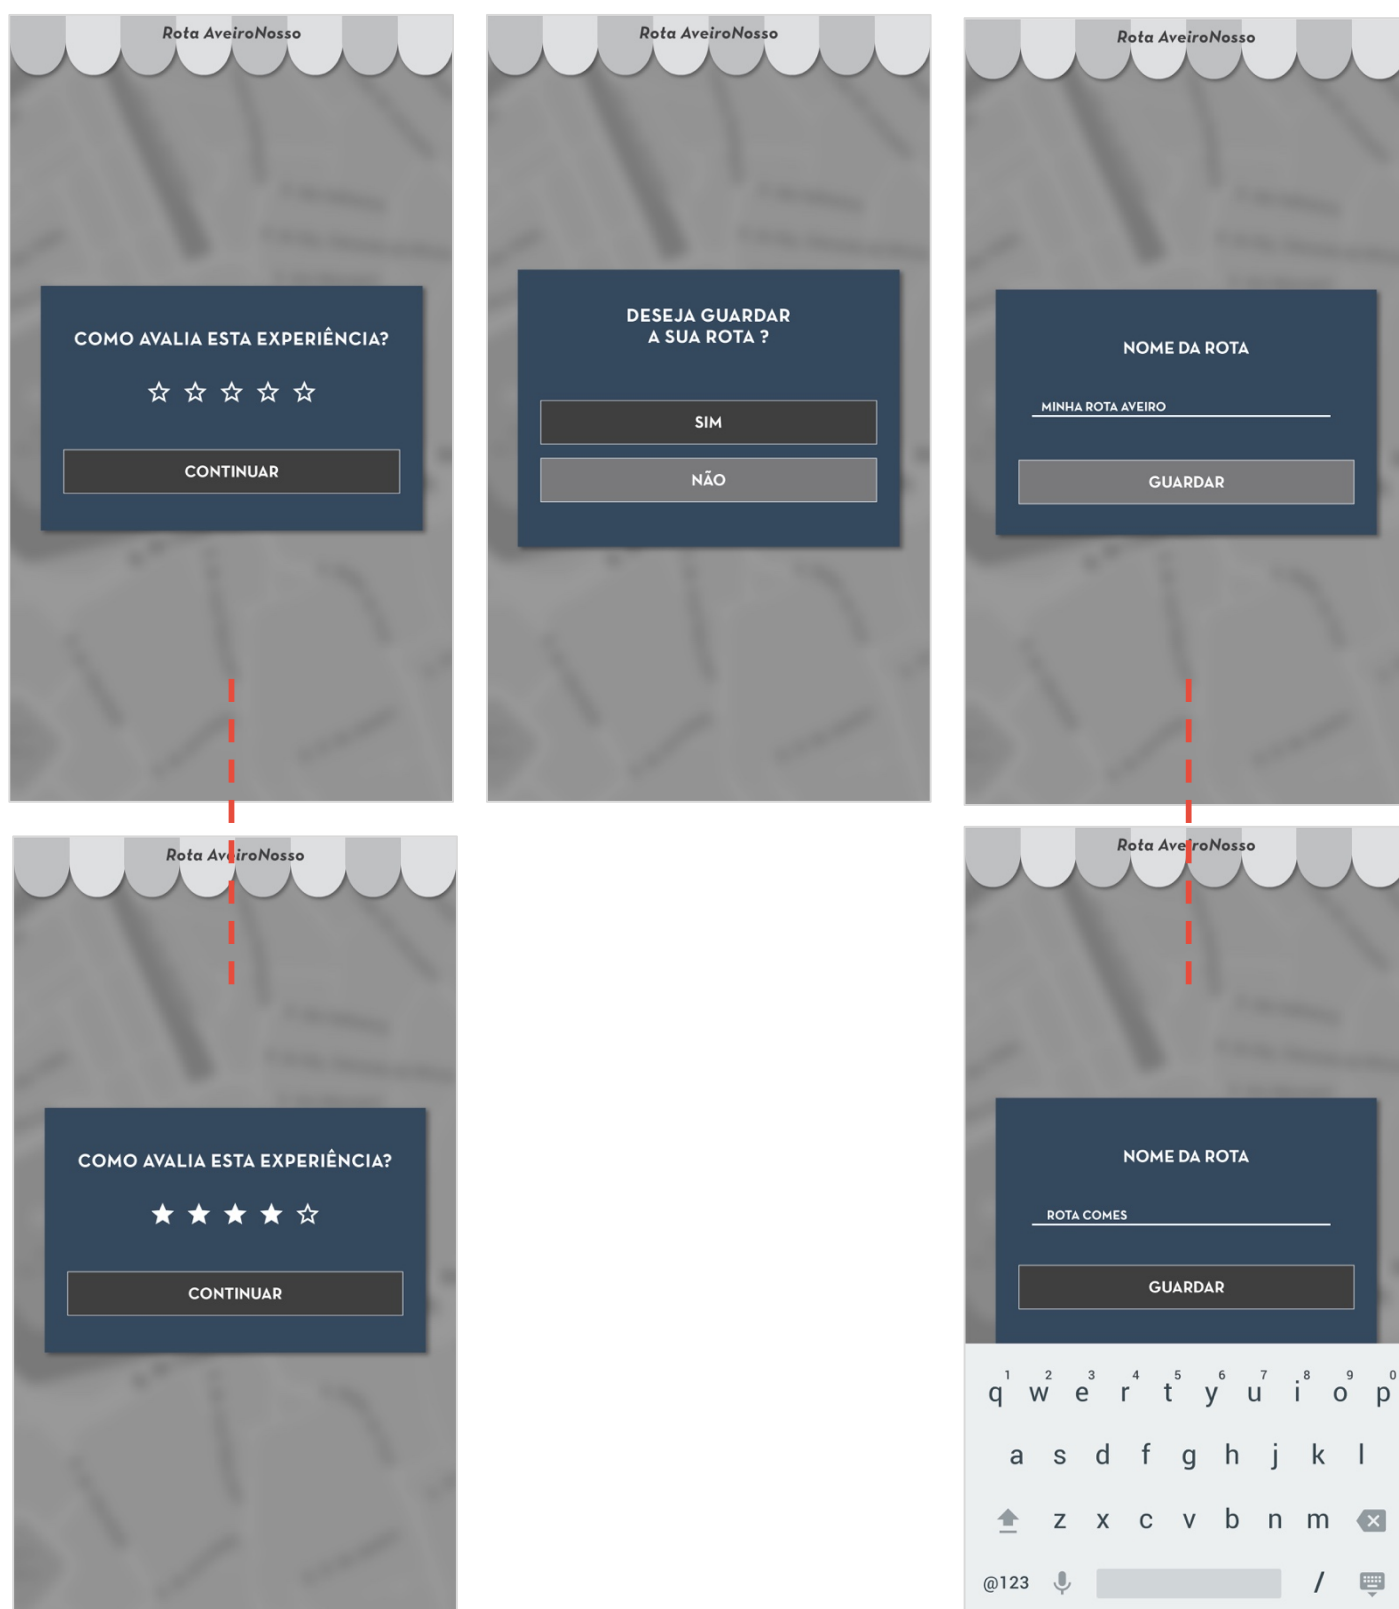 Rota AveiroNosso
COMO AVALIA ESTA EXPERIÊNCIA?
CONTINUAR
Rota AveiroNosso
DESEJA GUARDAR
A SUA ROTA ?
SIM
NÃO
Rota AveiroNosso
NOME DA ROTA
MINHA ROTA AVEIRO
GUARDAR
Rota AveiroNosso
COMO AVALIA ESTA EXPERIÊNCIA?
CONTINUAR
Rota AveiroNosso
NOME DA ROTA
ROTA COMES
GUARDAR
1 2 3 4 5 6 7 8 9 0
q w e r t y u i o p
a s d f g h j k l
z x c v b n m
@123 /